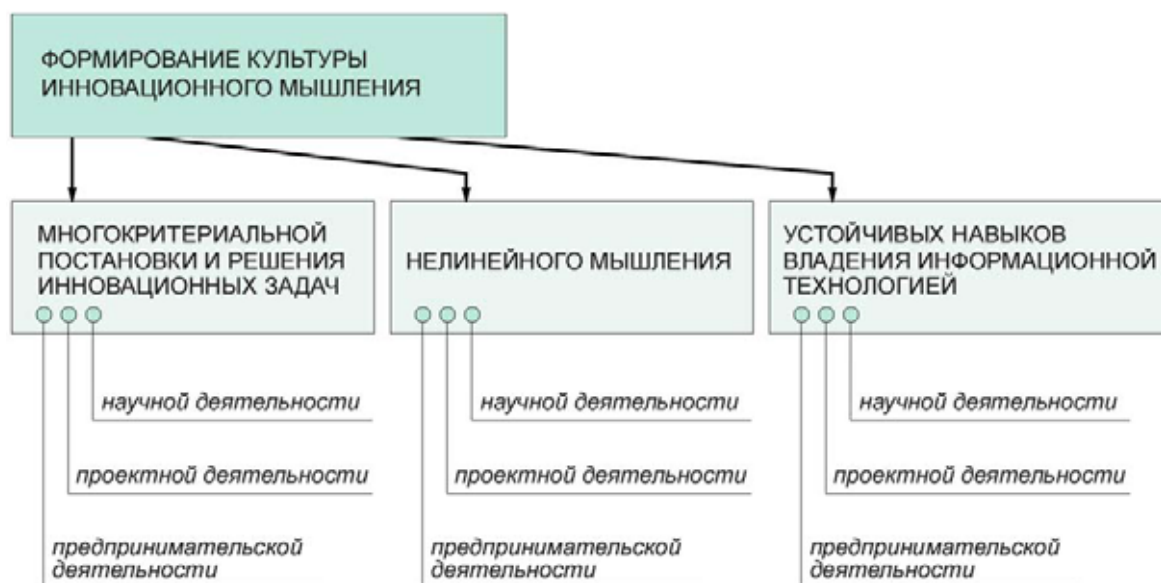 ФОРМИРОВАНИЕ КУЛЬТУРЫ
ИННОВАЦИОННОГО МЫШЛЕНИЯ
МНОГОКРИТЕРИАЛЬНОЙ
ПОСТАНОВКИ И РЕШЕНИЯ
ИННОВАЦИОННЫХ ЗАДАЧ
научной деятельности
проектной деятельности
предпринимательской
деятельности
НЕЛИНЕЙНОГО МЫШЛЕНИЯ
научной деятельности
проектной деятельности
предпринимательской
деятельности
УСТОЙЧИВЫХ НАВЫКОВ
ВЛАДЕНИЯ ИНФОРМАЦИОННОЙ
ТЕХНОЛОГИЕЙ
научной деятельности
проектной деятельности
предпринимательской
деятельности